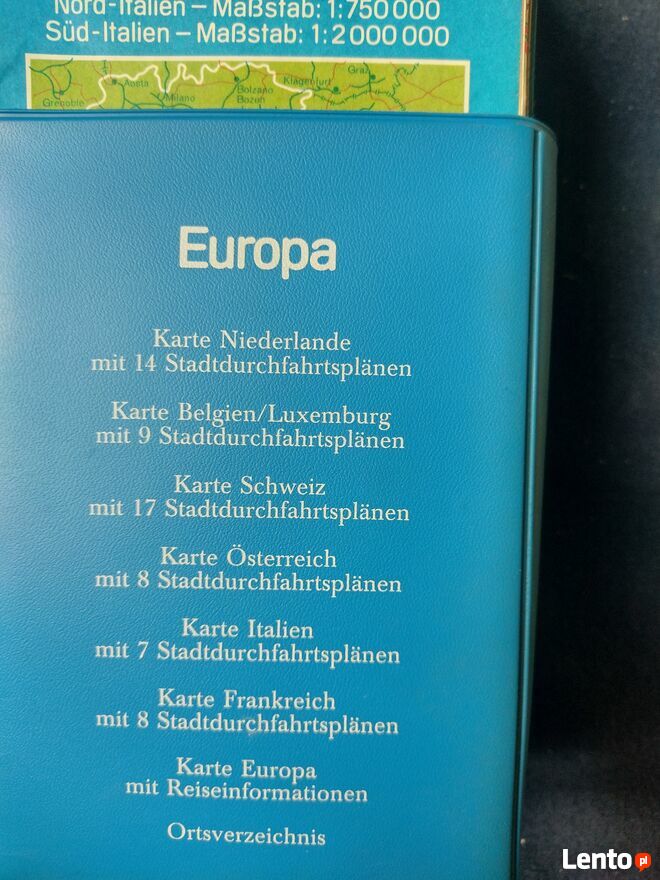 Nord-Italien – Maßstab: 1:750 000
Süd-Italien – Maßstab: 1:2 000 000
Graz
Klagenfurt
Aosta
Bolzano
Bozen
Milano
Grenoble
Europa
Karte Niederlande
mit 14 Stadtdurchfahrtsplänen
Karte Belgien/Luxemburg
mit 9 Stadtdurchfahrtsplänen
Karte Schweiz
mit 17 Stadtdurchfahrtsplänen
Karte Österreich
mit 8 Stadtdurchfahrtsplänen
Karte Italien
mit 7 Stadtdurchfahrtsplänen
Karte Frankreich
mit 8 Stadtdurchfahrtsplänen
Karte Europa
mit Reiseinformationen
Ortsverzeichnis
Lento pl